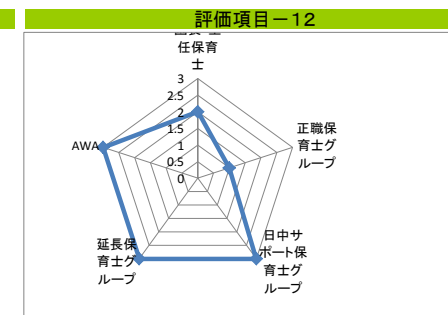 評価項目－12
任保育
士
3
2.5
2
1.5
1
0.5
0
正職保
育士グ
ループ
日中サ
ポート保
育士グ
ループ
延長保
育士グ
ループ
AWA